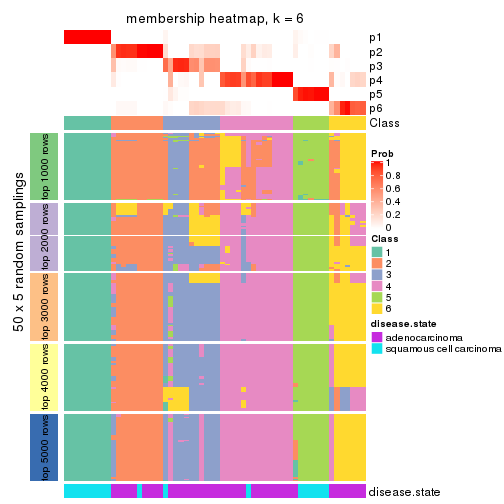 membership heatmap, k = 6
p1
p2
p3
p4
p5
p6
Class
50 x 5 random samplings
top 1000 rows
top 2000 rows
top 3000 rows
top 4000 rows
top 5000 rows
Prob
1
0.8
0.6
0.4
0.2
0
Class
1
2
3
4
5
6
disease.state
adenocarcinoma
squamous cell carcinoma
disease.state